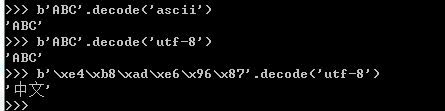 >>> b'ABC'.decode('ascii')
'ABC'
>>> b'ABC'.decode('utf-8')
'ABC'
>>> b'\xe4\xb8\xad\xe6\x96\x87'.decode('utf-8')
'中文'
>>>